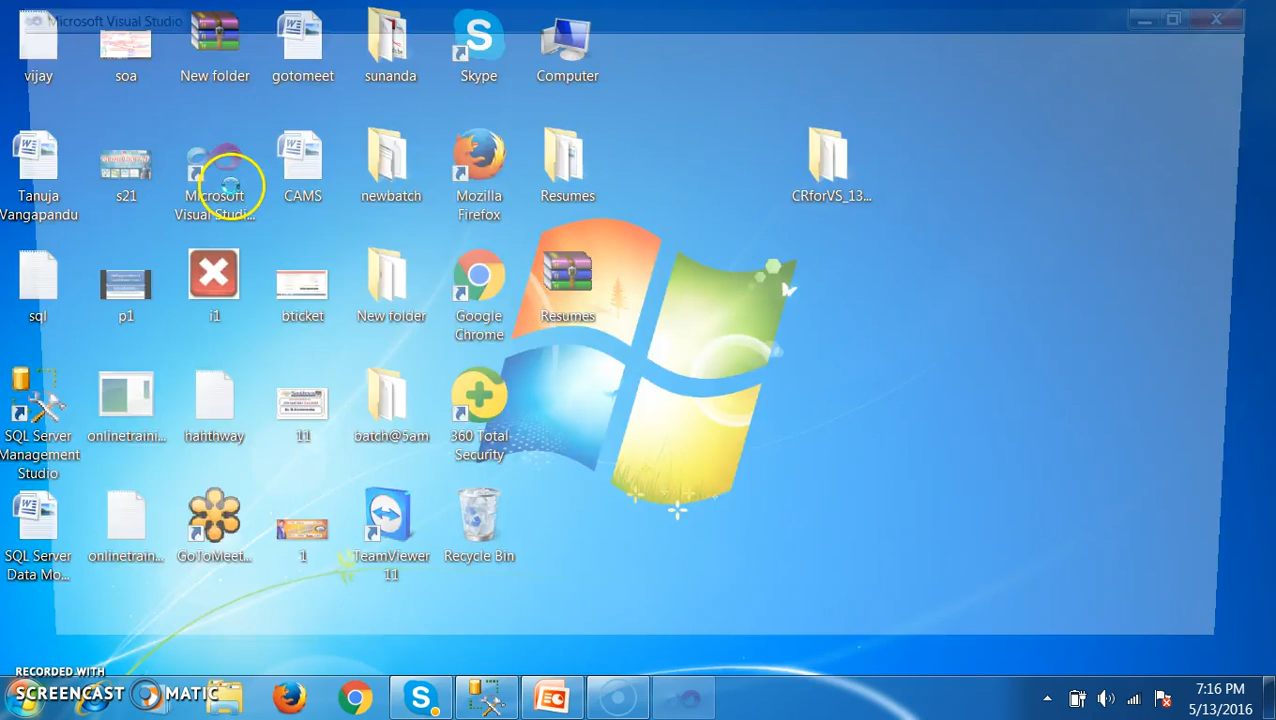 Microsoft Visual Studio
vijay
soa
New folder
gotomeet
sunanda
Skype
Computer
Tanuja
Vangapandu
s21
Microsoft
Visual Studi...
CAMS
newbatch
Mozilla
Firefox
Resumes
CRforVS_13...
sql
p1
i1
bticket
New folder
Google
Chrome
Resumes
SQL Server
Management
Studio
onlinetraini...
hahthway
11
batch@5am
360 Total
Security
SQL Server
Data Mo...
onlinetrain...
GoToMeet...
1
TeamViewer
11
Recycle Bin
RECORDED WITH
SCREENCAST MATIC
7:16 PM
5/13/2016